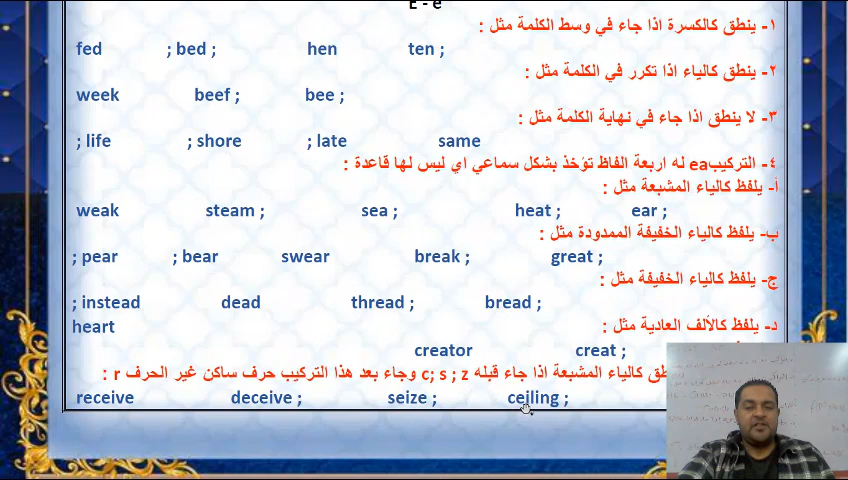 E - e
١- ينطق كالكسرة اذا جاء في وسط الكلمة مثل :
fed ; bed ; hen ten ;
٢- ينطق كالياء اذا تكرر في الكلمة مثل :
week beef ; bee ;
٣- لا ينطق اذا جاء في نهاية الكلمة مثل :
; life ; shore ; late same
٤- التركيب ea له اربعة الفاظ تؤخذ بشكل سماعي اي ليس لها قاعدة :
أ- يلفظ كالياء المشبعة مثل :
weak steam ; sea ; heat ; ear ;
ب- يلفظ كالياء الخفيفة الممدودة مثل :
; pear ; bear swear break ; great ;
ج- يلفظ كالياء الخفيفة مثل :
; instead dead thread ; bread ;
د- يلفظ كالألف العادية مثل :
heart
creator creat ;
كالياء المشبعة اذا جاء قبله c; s ; z وجاء بعد هذا التركيب حرف ساكن غير الحرف r :
receive deceive ; seize ; ceiling ;